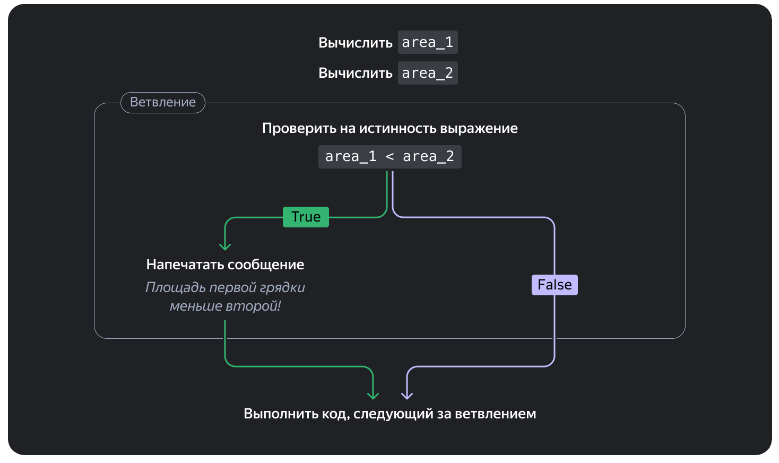 Вычислить area_1
Вычислить area_2
Ветвление
Проверить на истинность выражение
area_1 < area_2
True
Напечатать сообщение
Площадь первой грядки
меньше второй!
False
Выполнить код, следующий за ветвлением